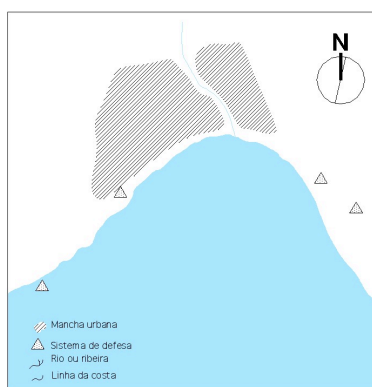 N
Mancha urbana
Sistema de defesa
Rio ou ribeira
Linha da costa